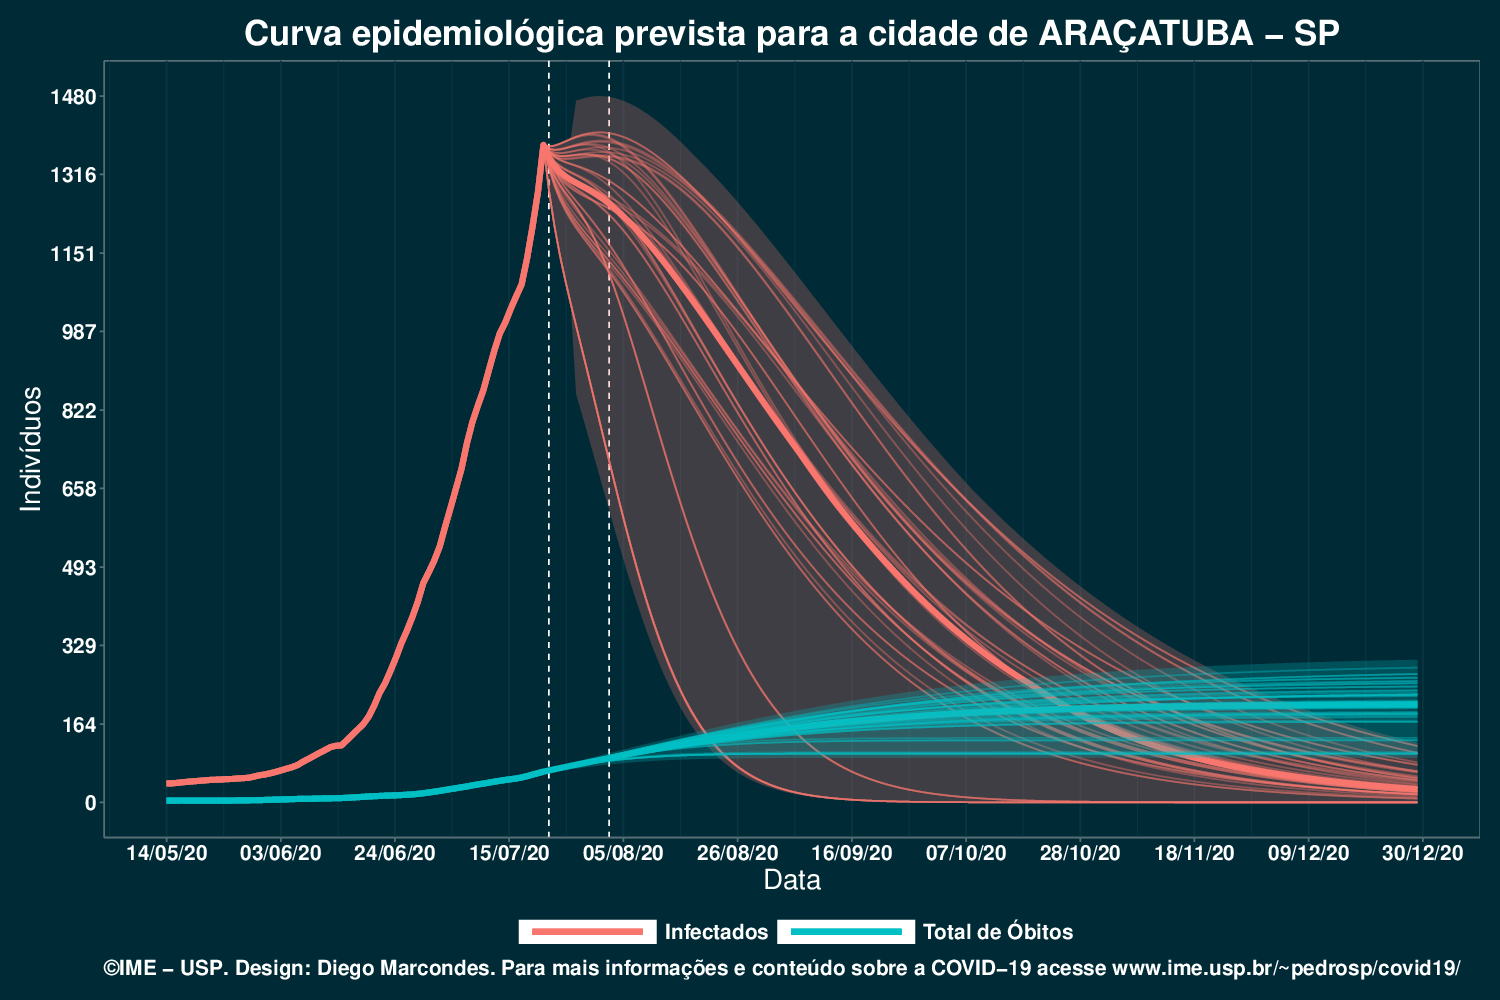 Curva epidemiológica prevista para a cidade de ARAÇATUBA – SP
1480
1316
1151
987
822
658
493
329
164
0
Indivíduos
14/05/20 03/06/20 24/06/20 15/07/20 05/08/20 26/08/20 16/09/20 07/10/20 28/10/20 18/11/20 09/12/20 30/12/20
Data
Infectados Total de Óbitos
©IME – USP. Design: Diego Marcondes. Para mais informações e conteúdo sobre a COVID–19 acesse www.ime.usp.br/~pedrosp/covid19/